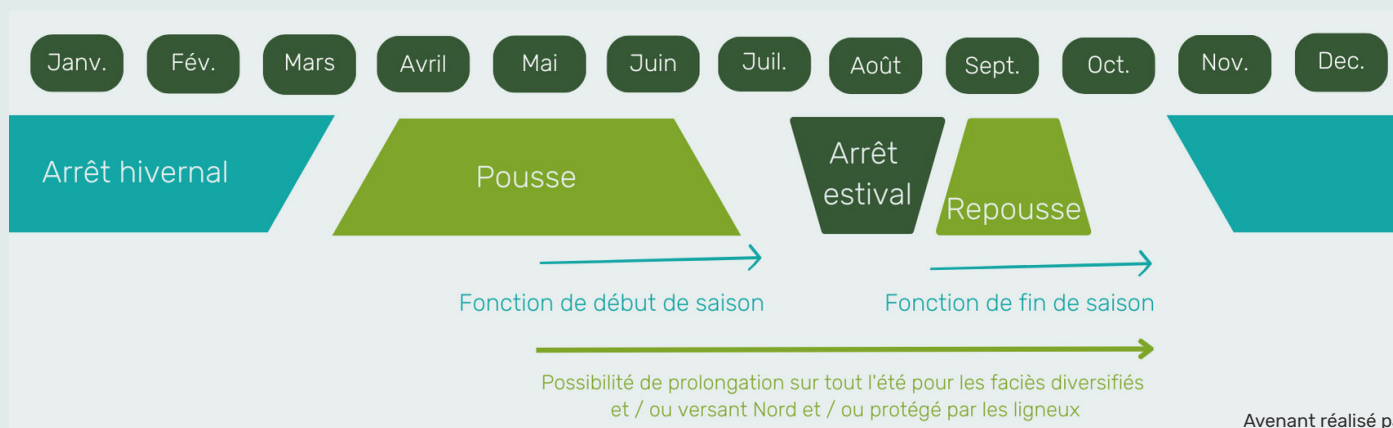 Janv. Fév. Mars Avril Mai Juin Juil. Août Sept. Oct. Nov. Dec.
Arrêt hivernal
Pousse
Arrêt
estival
Repousse
Fonction de début de saison
Fonction de fin de saison
Possibilité de prolongation sur tout l'été pour les faciès diversifiés
et / ou versant Nord et / ou protégé par les ligneux
Avenant réalisé